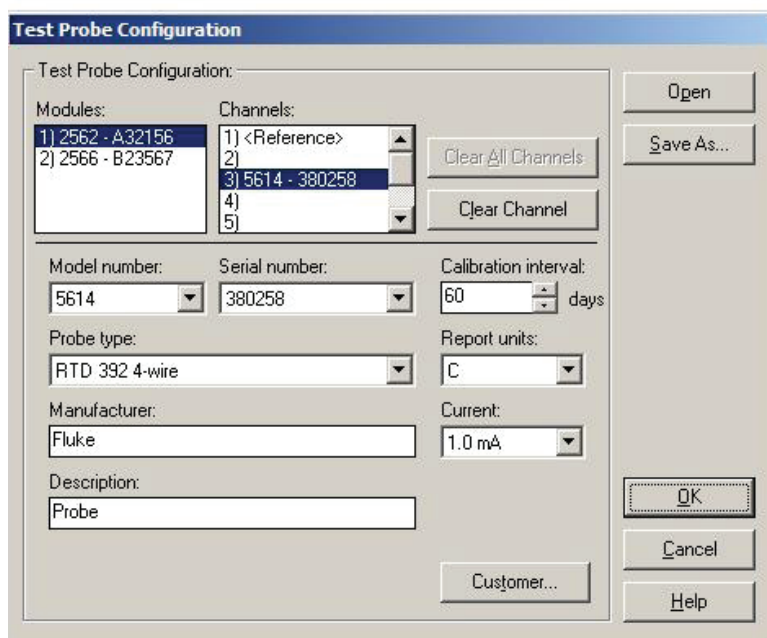 Test Probe Configuration
Test Probe Configuration:
Modules:
1) 2562 - A32156
2) 2566 - B23567
Channels:
1) <Reference>
2)
3) 5614 - 380258
4)
5)
Clear All Channels
Clear Channel
Model number:
5614
Serial number:
380258
Calibration interval:
60 days
Probe type:
RTD 392 4-wire
Report units:
C
Manufacturer:
Fluke
Current:
1.0 mA
Description:
Probe
Customer...
Open
Save As...
OK
Cancel
Help